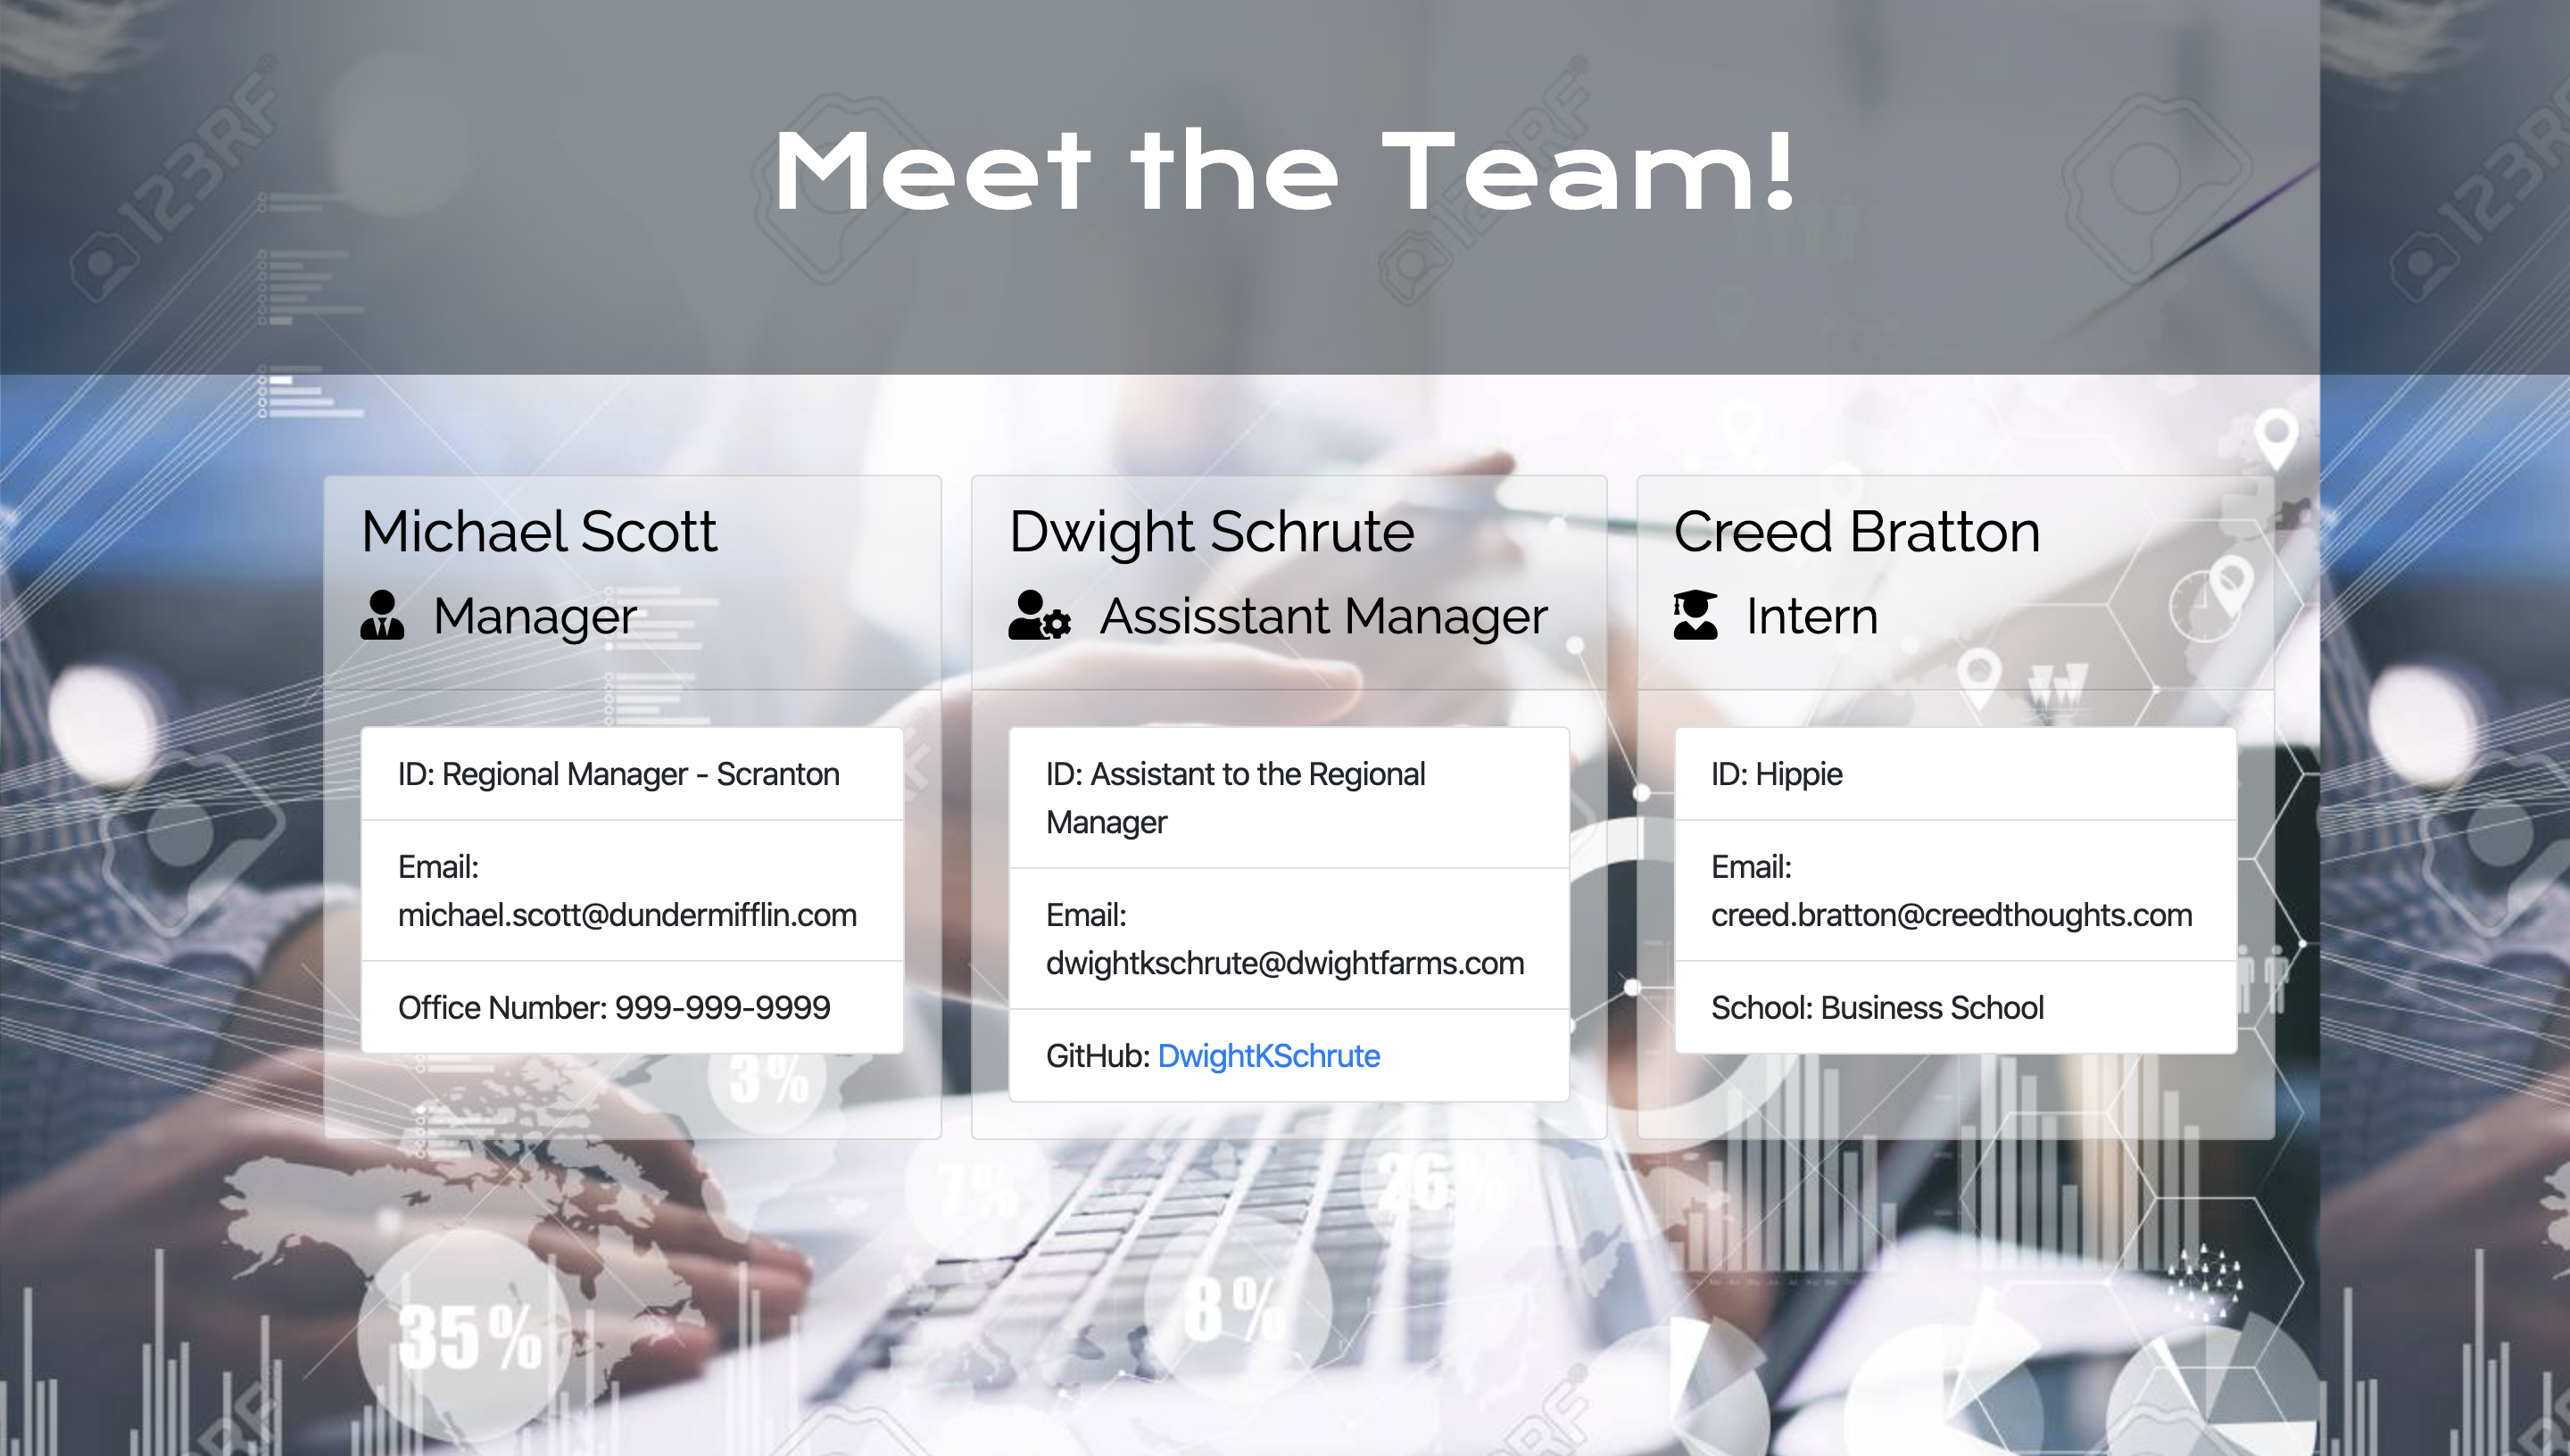 123RF
123RF
123RF
Meet the Team!
Michael Scott
Manager
ID: Regional Manager - Scranton
Email:
michael.scott@dundermifflin.com
Office Number: 999-999-9999
Dwight Schrute
Assisstant Manager
ID: Assistant to the Regional
Manager
Email:
dwightkschrute@dwightfarms.com
GitHub: DwightKSchrute
Creed Bratton
Intern
ID: Hippie
Email:
creed.bratton@creedthoughts.com
School: Business School
3%
7%
26%
8%
35%